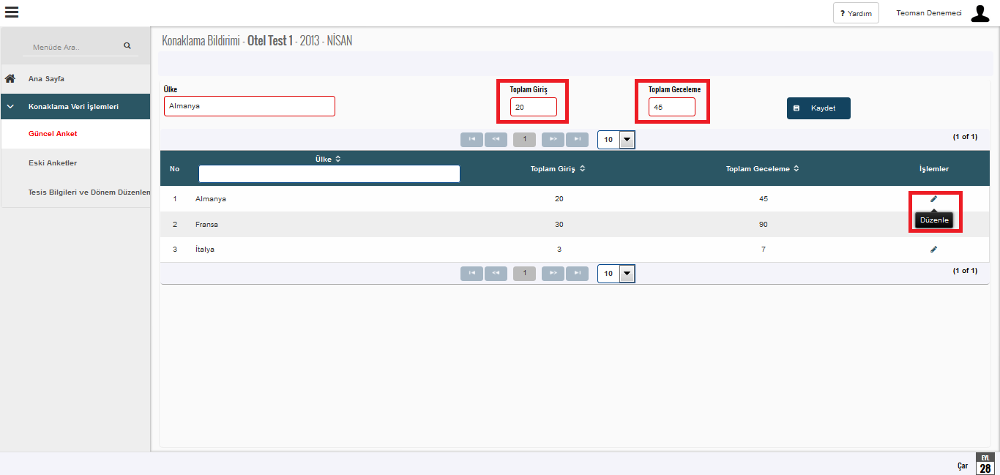 ? Yardım
Teoman Denemeci
Menüde Ara..
Ana Sayfa
Konaklama Veri İşlemleri
Güncel Anket
Eski Anketler
Tesis Bilgileri ve Dönem Düzenlen
Konaklama Bildirimi - Otel Test 1 - 2013 - NİSAN
Ülke Toplam Giriş Toplam Geceleme
Almanya 20 45 Kaydet
1 10 (1 of 1)
No Ülke Toplam Giriş Toplam Geceleme İşlemler
1 Almanya 20 45
Düzenle
2 Fransa 30 90
3 İtalya 3 7
1 10 (1 of 1)
Çar EYL 28